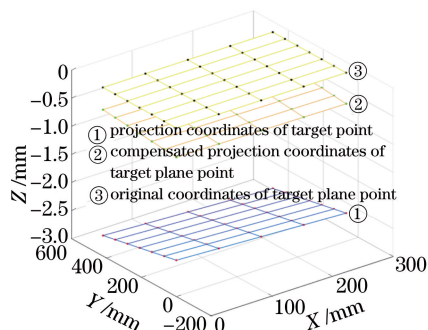 0
−0.5
−1.0
−1.5
−2.0
−2.5
−3.0
Z/mm
③
②
① projection coordinates of target point
② compensated projection coordinates of
target plane point
③ original coordinates of target plane point
①
600
400
200
0
−200
Y/mm
0
100
200
300
X/mm